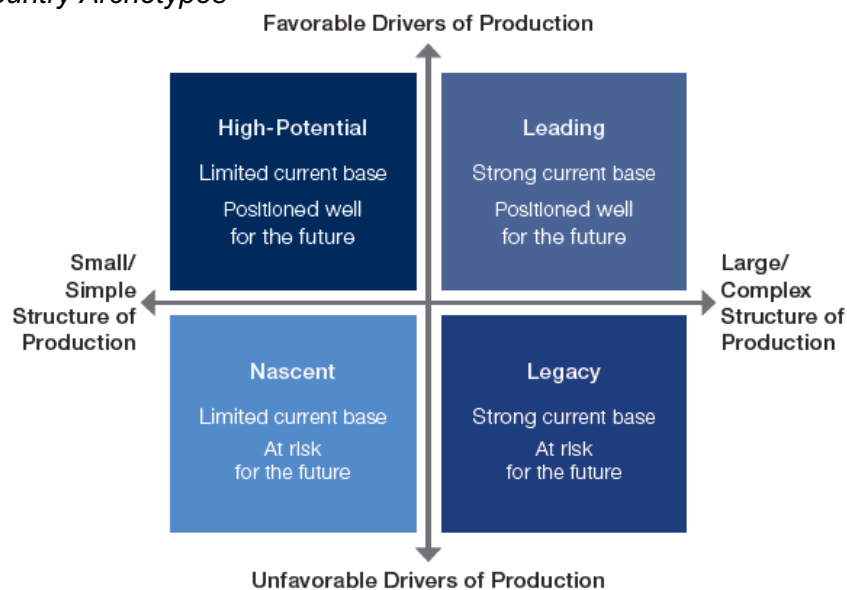 Country Archetypes
Favorable Drivers of Production
High-Potential
Limited current base
Positioned well
for the future
Leading
Strong current base
Positioned well
for the future
Small/
Simple
Structure of
Production
Large/
Complex
Structure of
Production
Nascent
Limited current base
At risk
for the future
Legacy
Strong current base
At risk
for the future
Unfavorable Drivers of Production